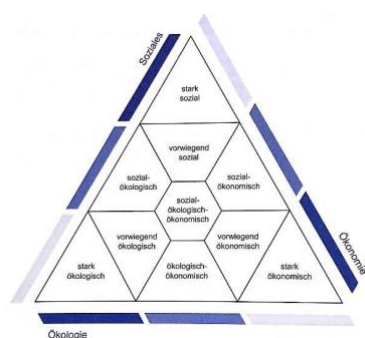 Soziales
stark
sozial
vorwiegend
sozial
sozial-
ökologisch
sozial-
ökonomisch
sozial-
ökologisch-
ökonomisch
Ökonomie
stark
ökologisch
vorwiegend
ökologisch
ökologisch-
ökonomisch
vorwiegend
ökonomisch
stark
ökonomisch
Ökologie